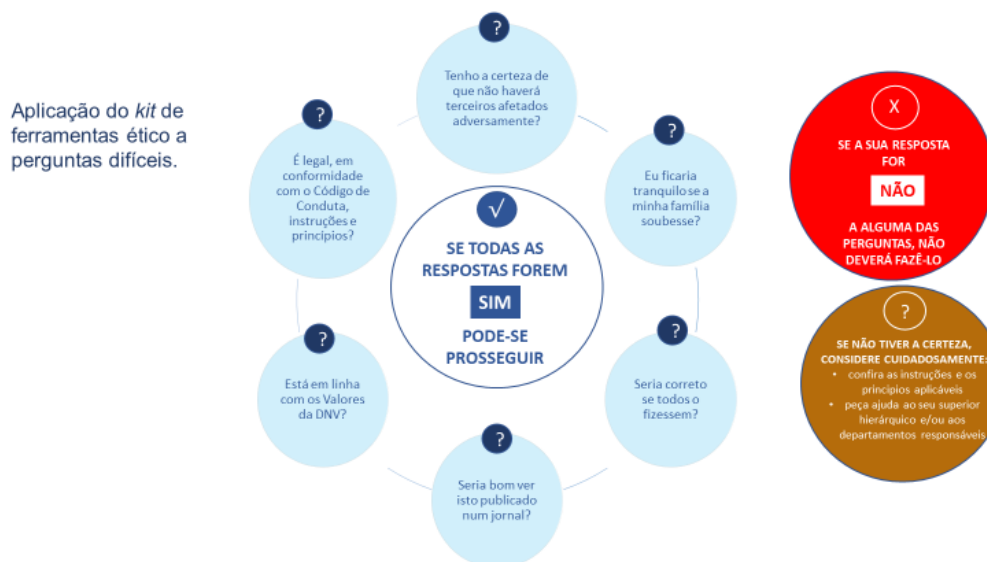 Aplicação do kit de
ferramentas ético a
perguntas difíceis.
?
Tenho a certeza de
que não haverá
terceiros afetados
adversamente?
?
Eu ficaria
tranquilo se a
minha família
soubesse?
?
Seria correto
se todos o
fizessem?
?
Seria bom ver
isto publicado
num jornal?
?
Está em linha
com os Valores
da DNV?
?
É legal, em
conformidade
com o Código de
Conduta,
instruções e
princípios?
√
SE TODAS AS
RESPOSTAS FOREM
SIM
PODE-SE
PROSSEGUIR
X
SE A SUA RESPOSTA
FOR
NÃO
A ALGUMA DAS
PERGUNTAS, NÃO
DEVERÁ FAZÊ-LO
?
SE NÃO TIVER A CERTEZA,
CONSIDERE CUIDADOSAMENTE:
• confira as instruções e os
princípios aplicáveis
• peça ajuda ao seu superior
hierárquico e/ou aos
departamentos responsáveis